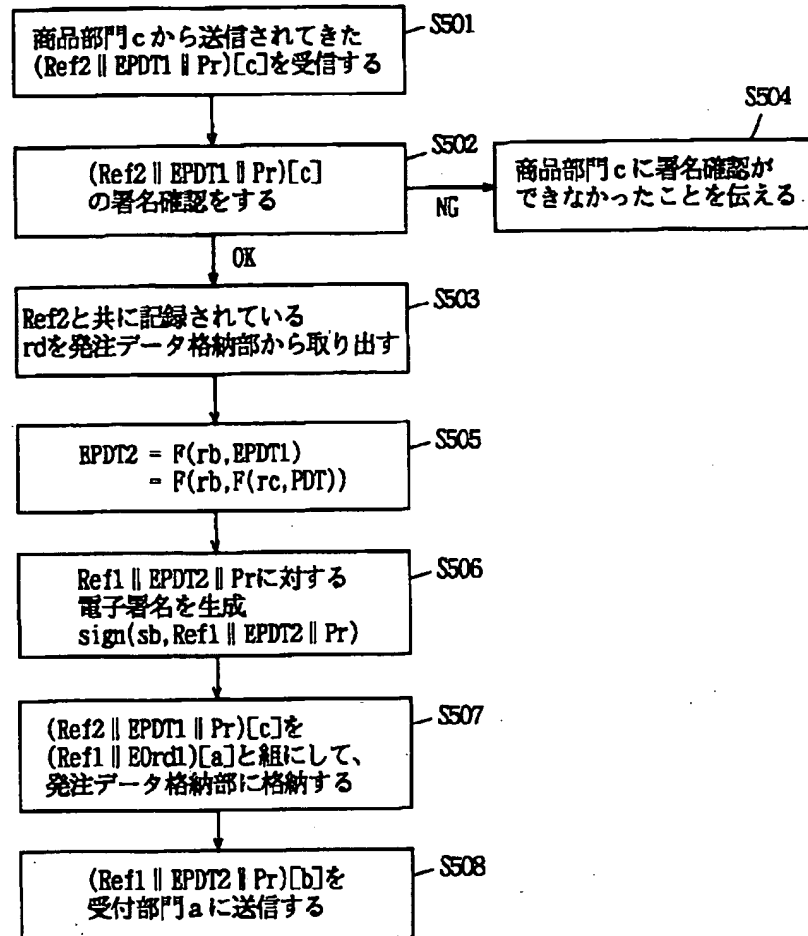 商品部門cから送信されてきた
(Ref2 ‖ EPDT1 ‖ Pr)[c]を受信する
S501
S504
(Ref2 ‖ EPDT1 ‖ Pr)[c]
の署名確認をする
S502
NG
商品部門cに署名確認が
できなかったことを伝える
OK
Ref2と共に記録されている
rdを発注データ格納部から取り出す
S503
EPDT2 = F(rb,EPDT1)
= F(rb,F(rc,PDT))
S505
Ref1 ‖ EPDT2 ‖ Prに対する
電子署名を生成
sign(sb,Ref1 ‖ EPDT2 ‖ Pr)
S506
(Ref2 ‖ EPDT1 ‖ Pr)[c]を
(Ref1 ‖ EOrd1)[a]と組にして、
発注データ格納部に格納する
S507
(Ref1 ‖ EPDT2 ‖ Pr)[b]を
受付部門aに送信する
S508